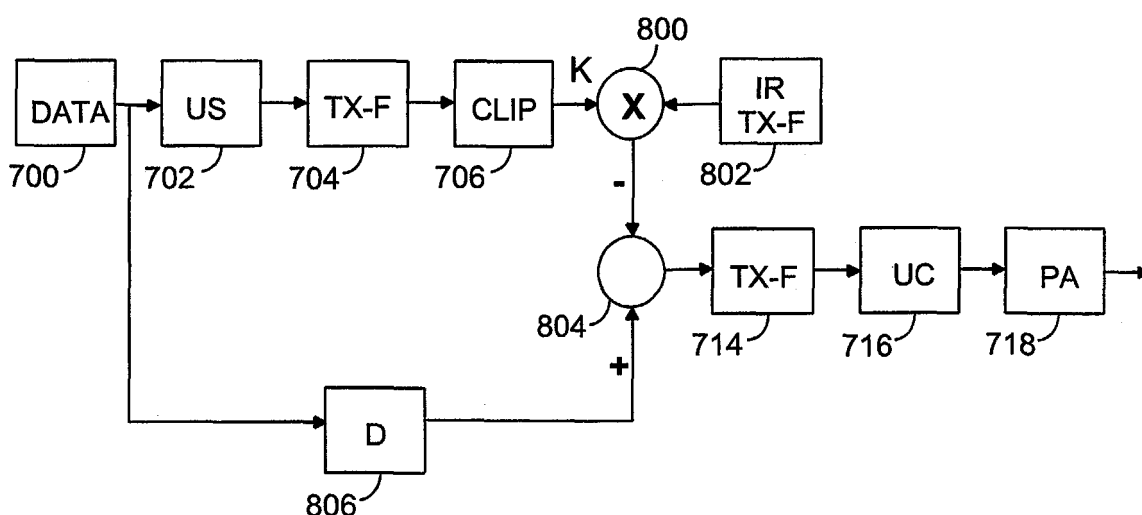 800
K
DATA
US
TX-F
CLIP
X
IR
TX-F
700
702
704
706
802
-
TX-F
UC
PA
804
714
716
718
+
D
806